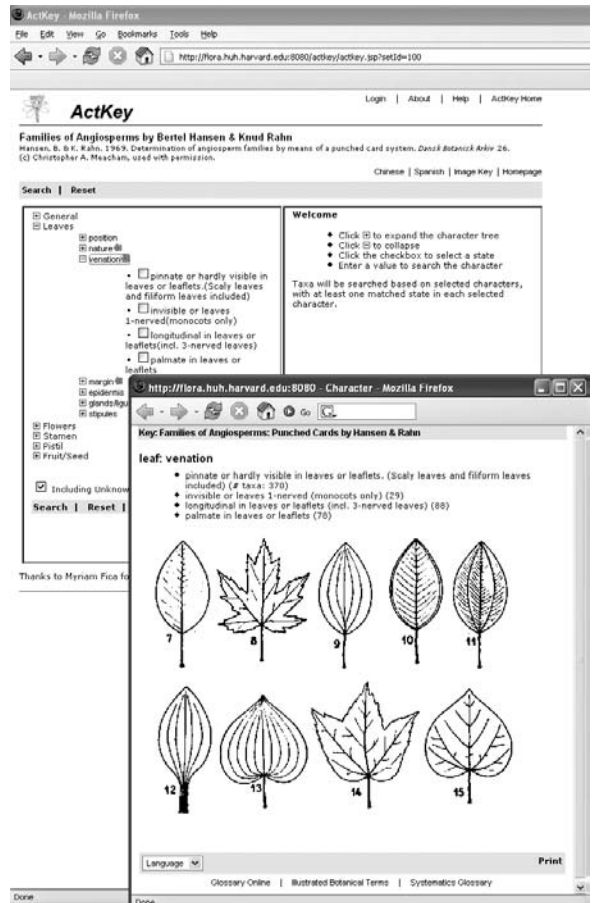 ActKey - Mozilla Firefox
File Edit View Go Bookmarks Tools Help
http://flora.huh.harvard.edu:8080/actkey/actkey.jsp?setId=100
Login | About | Help | ActKey Home
ActKey
Families of Angiosperms by Bertel Hansen & Knud Rahn
Hansen, B. & K. Rahn. 1969. Determination of angiosperm families by means of a punched card system. Dansk Botanisk Arkiv 26.
(c) Christopher A. Meacham, used with permission.
Chinese | Spanish | Image Key | Homepage
Search | Reset
General
Leaves
position
nature
venation
pinnate or hardly visible in
leaves or leaflets.(Scaly leaves
and filiform leaves included)
invisible or leaves
1-nerved(monocots only)
longitudinal in leaves or
leaflets(incl. 3-nerved leaves)
palmate in leaves or
leaflets
margin
epidermis
glands/ligu
stipules
Flowers
Stamen
Pistil
Fruit/Seed
Including Unknow
Search | Reset |
Thanks to Myriam Fica fo
Done
Welcome
Click to expand the character tree
Click to collapse
Click the checkbox to select a state
Enter a value to search the character
Taxa will be searched based on selected characters,
with at least one matched state in each selected
character.
http://flora.huh.harvard.edu:8080 - Character - Mozilla Firefox
Go G
Key: Families of Angiosperms: Punched Cards by Hansen & Rahn
leaf: venation
pinnate or hardly visible in leaves or leaflets. (Scaly leaves and filiform leaves
included) (# taxa: 370)
invisible or leaves 1-nerved (monocots only) (29)
longitudinal in leaves or leaflets (incl. 3-nerved leaves) (88)
palmate in leaves or leaflets (78)
7 8 9 10 11
12 13 14 15
Language
Print
Glossary Online | Illustrated Botanical Terms | Systematics Glossary
Done